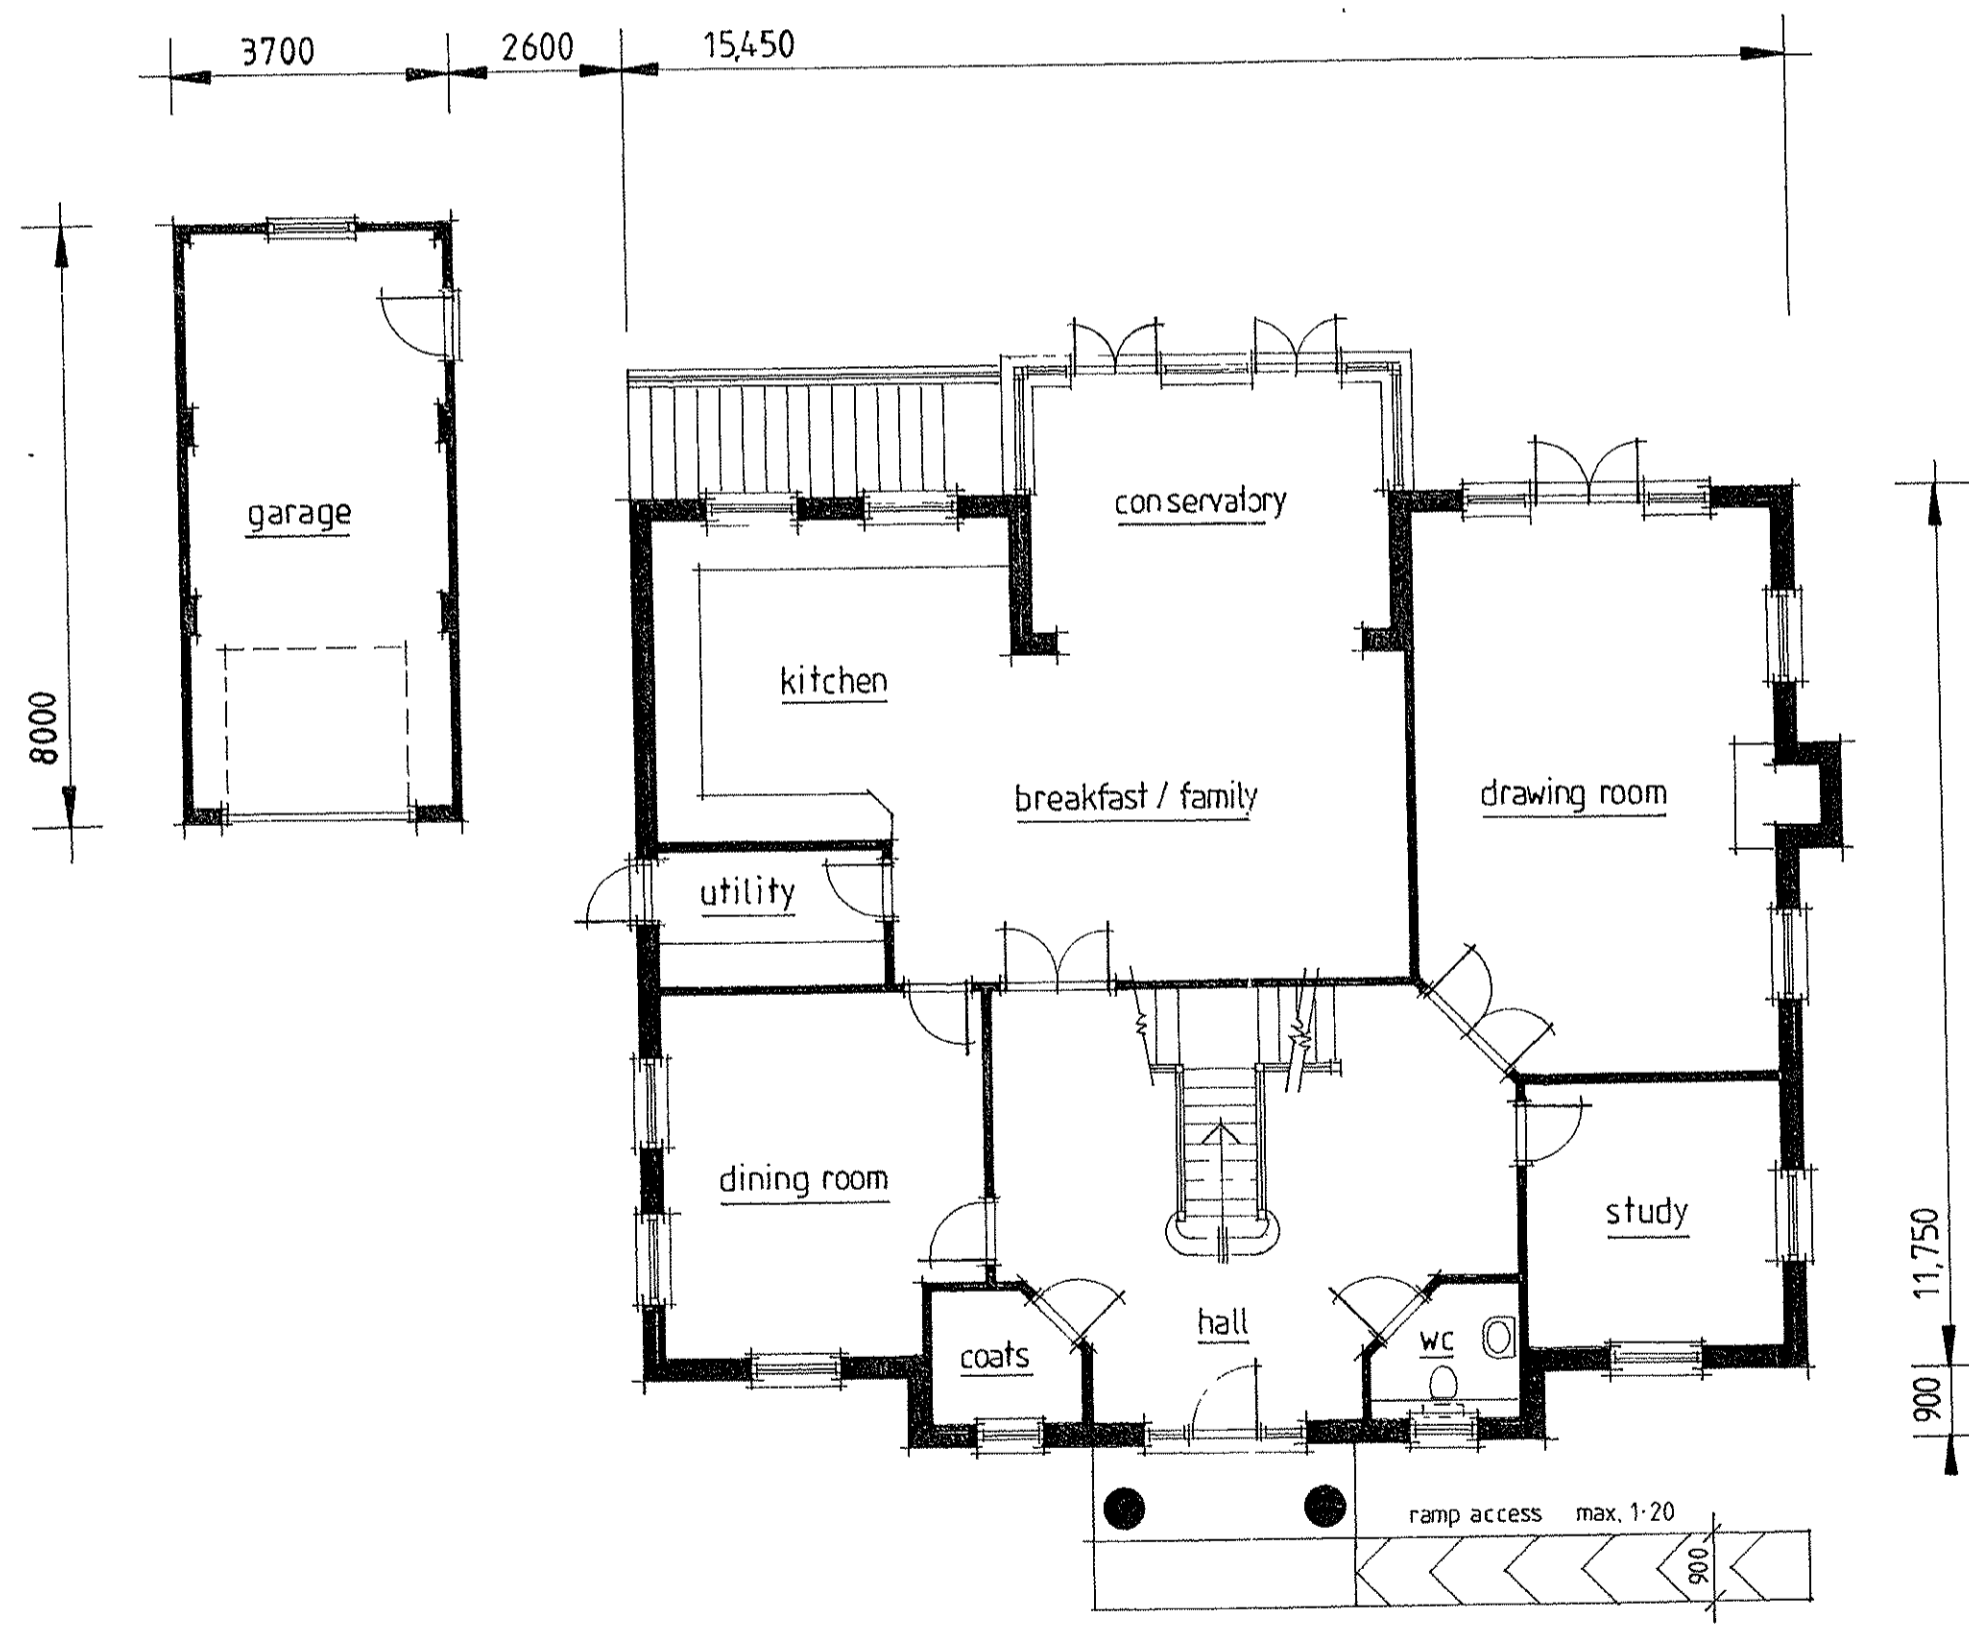 3700
2600
15,450
garage
conservatory
kitchen
8000
breakfast / family
drawing room
utility
dining room
study
11,750
hall
wc
coats
900
ramp access max. 1·20
900